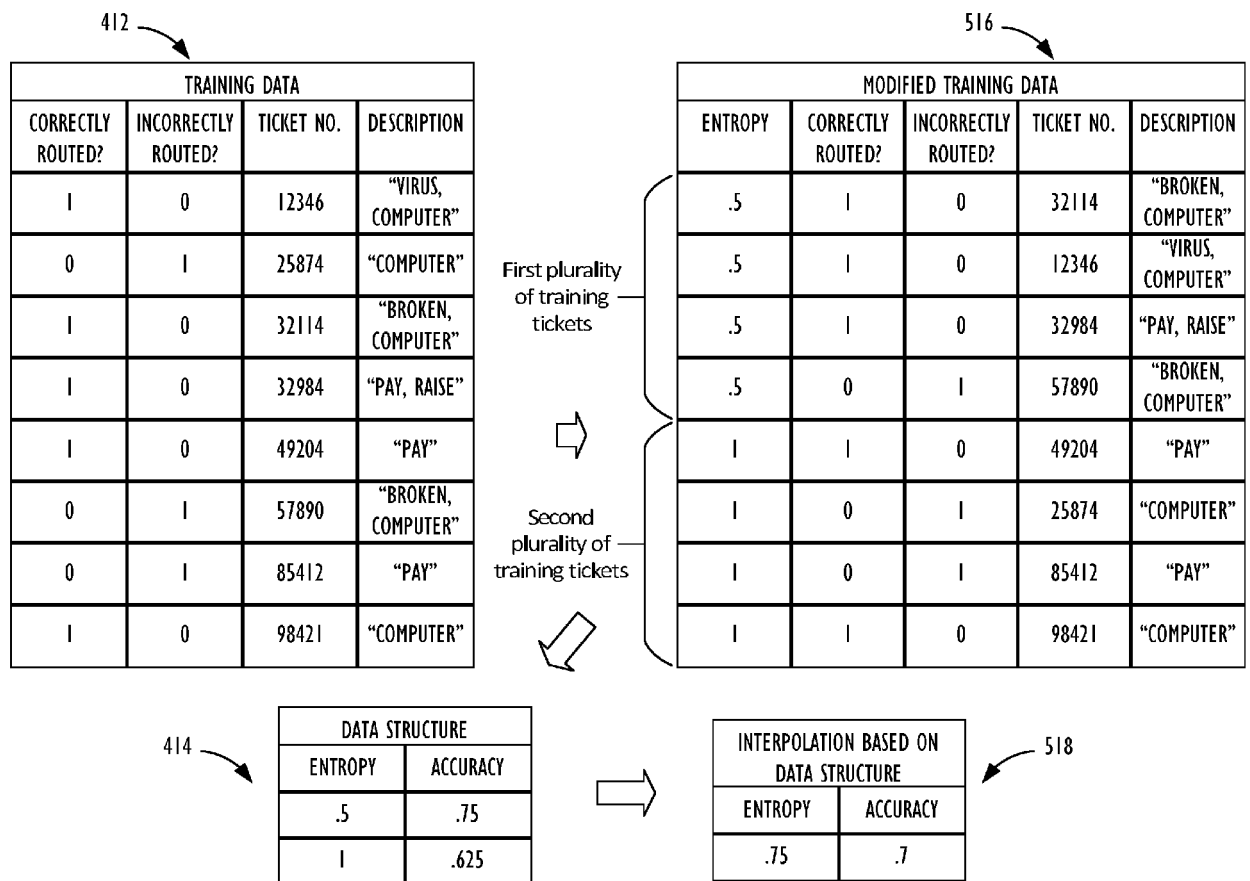 412
TRAINING DATA
CORRECTLY ROUTED? INCORRECTLY ROUTED? TICKET NO. DESCRIPTION
1 0 12346 “VIRUS, COMPUTER”
0 1 25874 “COMPUTER”
1 0 32114 “BROKEN, COMPUTER”
1 0 32984 “PAY, RAISE”
1 0 49204 “PAY”
0 1 57890 “BROKEN, COMPUTER”
0 1 85412 “PAY”
1 0 98421 “COMPUTER”
First plurality
of training
tickets
Second
plurality of
training tickets
516
MODIFIED TRAINING DATA
ENTROPY CORRECTLY ROUTED? INCORRECTLY ROUTED? TICKET NO. DESCRIPTION
.5 1 0 32114 “BROKEN, COMPUTER”
.5 1 0 12346 “VIRUS, COMPUTER”
.5 1 0 32984 “PAY, RAISE”
.5 0 1 57890 “BROKEN, COMPUTER”
1 1 0 49204 “PAY”
1 0 1 25874 “COMPUTER”
1 0 1 85412 “PAY”
1 1 0 98421 “COMPUTER”
414
DATA STRUCTURE
ENTROPY ACCURACY
.5 .75
1 .625
INTERPOLATION BASED ON
DATA STRUCTURE
ENTROPY ACCURACY
.75 .7
518